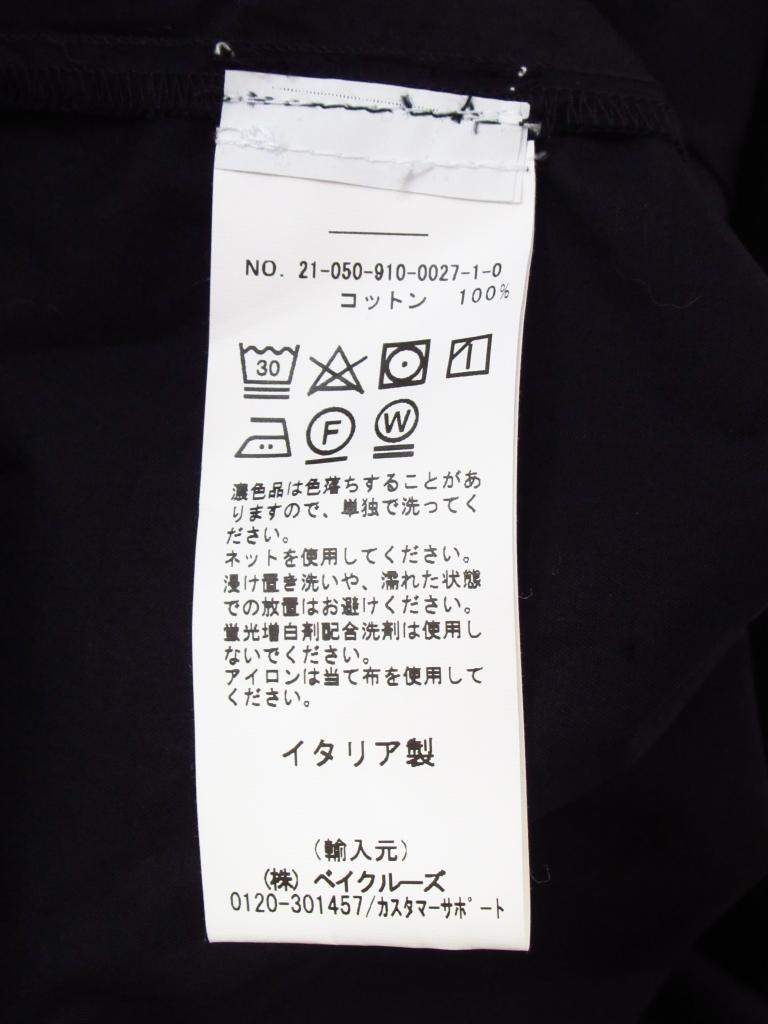 NO. 21-050-910-0027-1-0
コットン 100%
30
F W
濃色品は色落ちすることがあ
りますので、単独で洗ってく
ださい。
ネットを使用してください。
浸け置き洗いや、濡れた状態
での放置はお避けください。
蛍光増白剤配合洗剤は使用し
ないでください。
アイロンは当て布を使用して
ください。
イタリア製
(輸入元)
(株) ベイクルーズ
0120-301457/カスタマーサポート